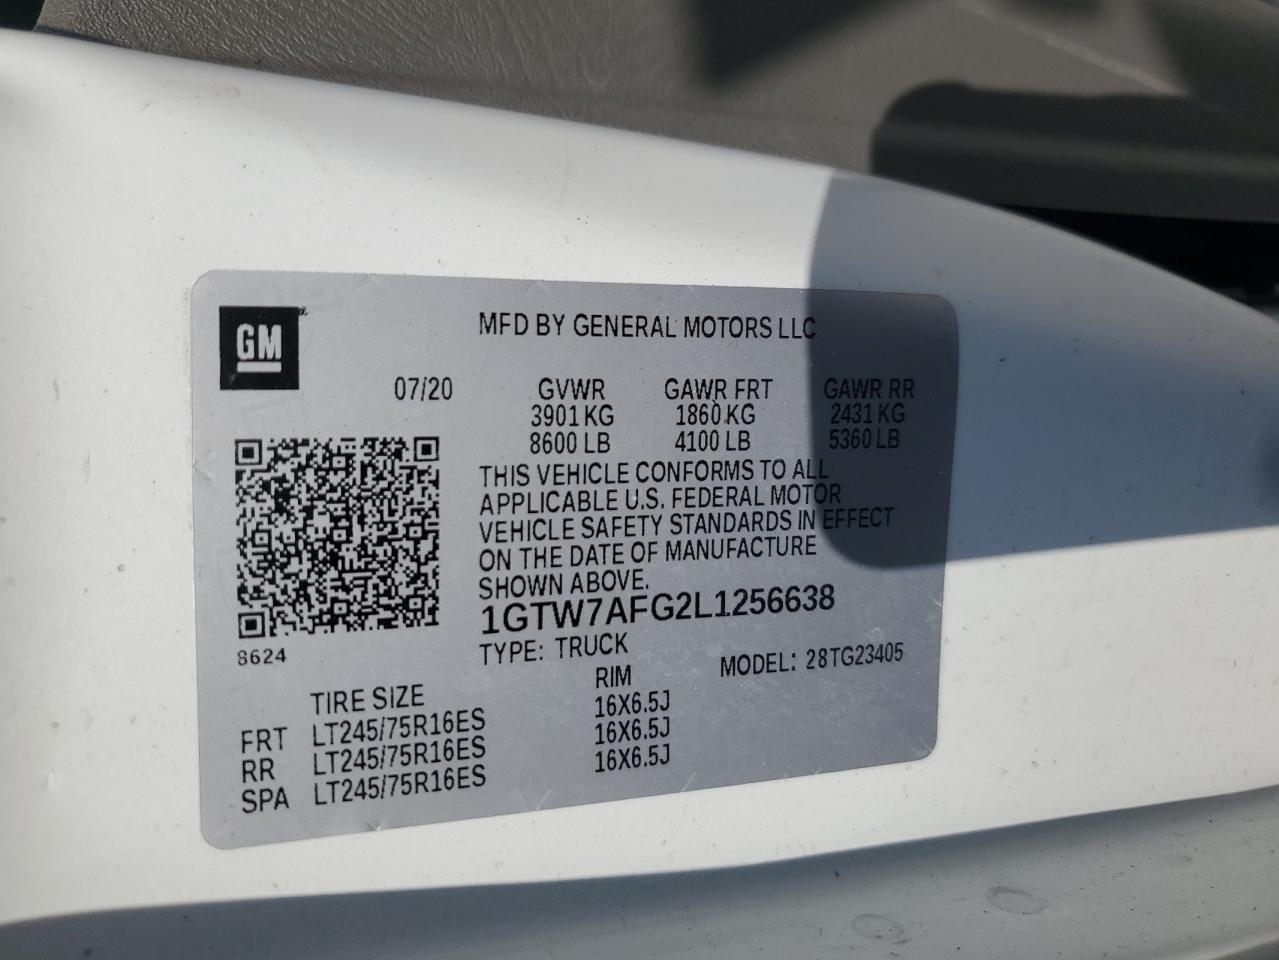 GM
MFD BY GENERAL MOTORS LLC
07/20 GVWR GAWR FRT GAWR RR
3901 KG 1860 KG 2431 KG
8600 LB 4100 LB 5360 LB
THIS VEHICLE CONFORMS TO ALL
APPLICABLE U.S. FEDERAL MOTOR
VEHICLE SAFETY STANDARDS IN EFFECT
ON THE DATE OF MANUFACTURE
SHOWN ABOVE.
1GTW7AFG2L1256638
8624 TYPE: TRUCK MODEL: 28TG23405
TIRE SIZE RIM
FRT LT245/75R16ES 16X6.5J
RR LT245/75R16ES 16X6.5J
SPA LT245/75R16ES 16X6.5J